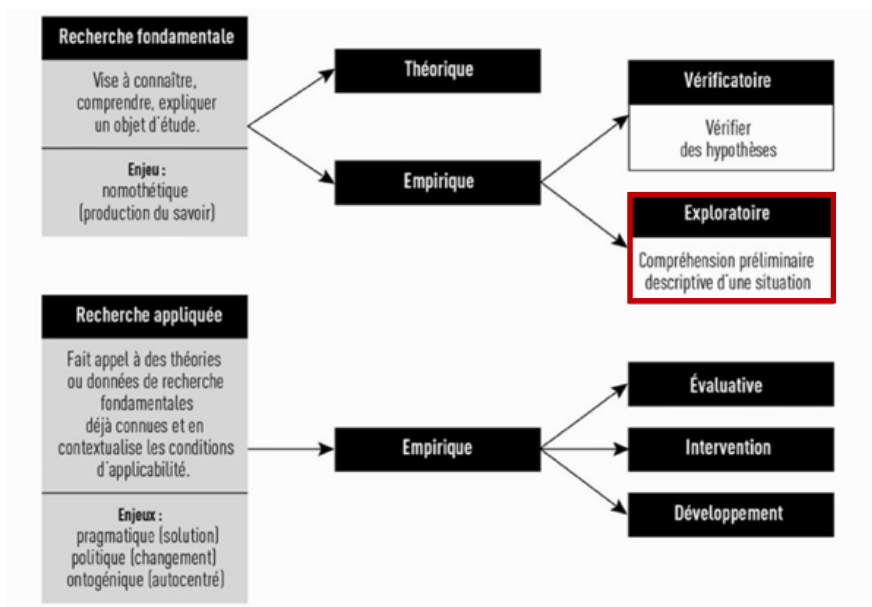 Recherche fondamentale
Vise à connaître,
comprendre, expliquer
un objet d'étude.
Enjeu :
nomothétique
(production du savoir)
Théorique
Empirique
Vérificatoire
Vérifier
des hypothèses
Exploratoire
Compréhension préliminaire
descriptive d'une situation
Recherche appliquée
Fait appel à des théories
ou données de recherche
fondamentales
déjà connues et en
contextualise les conditions
d'applicabilité.
Enjeux :
pragmatique (solution)
politique (changement)
ontogénique (autocentré)
Empirique
Évaluative
Intervention
Développement